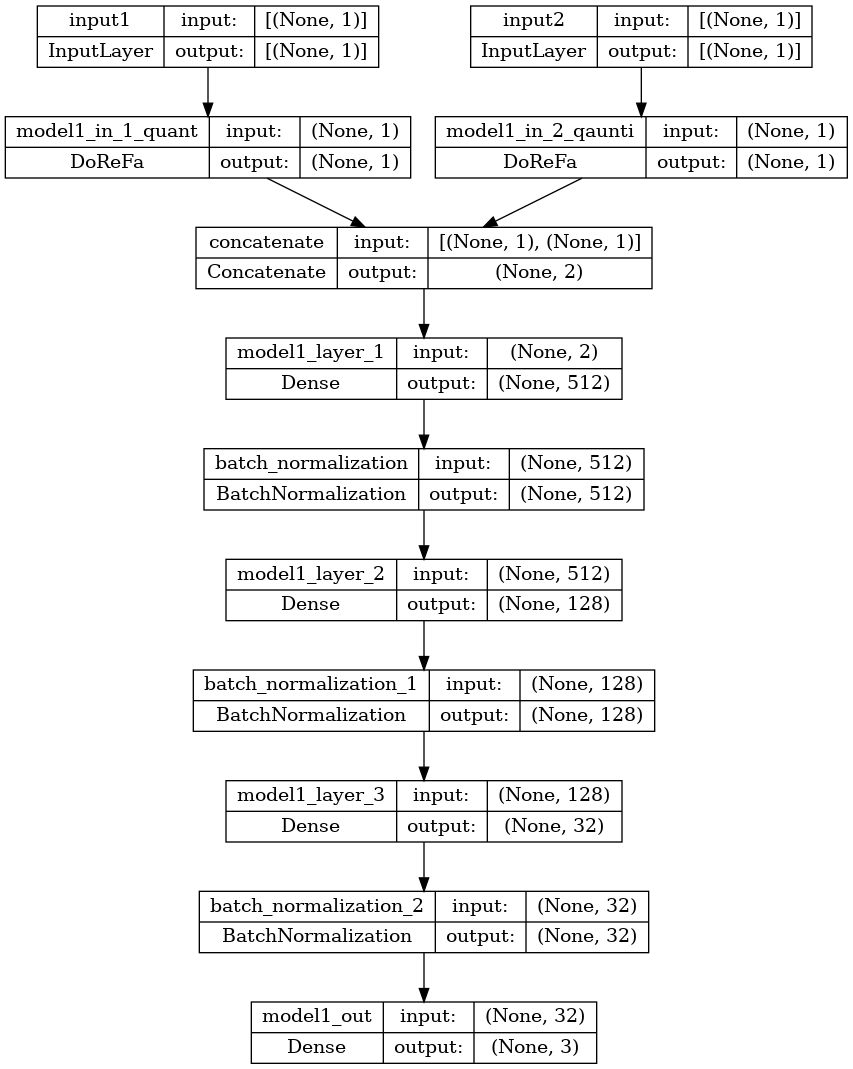 input1 input: [(None, 1)]
InputLayer output: [(None, 1)]
input2 input: [(None, 1)]
InputLayer output: [(None, 1)]
model1_in_1_quant input: (None, 1)
DoReFa output: (None, 1)
model1_in_2_qaunti input: (None, 1)
DoReFa output: (None, 1)
concatenate input: [(None, 1), (None, 1)]
Concatenate output: (None, 2)
model1_layer_1 input: (None, 2)
Dense output: (None, 512)
batch_normalization input: (None, 512)
BatchNormalization output: (None, 512)
model1_layer_2 input: (None, 512)
Dense output: (None, 128)
batch_normalization_1 input: (None, 128)
BatchNormalization output: (None, 128)
model1_layer_3 input: (None, 128)
Dense output: (None, 32)
batch_normalization_2 input: (None, 32)
BatchNormalization output: (None, 32)
model1_out input: (None, 32)
Dense output: (None, 3)